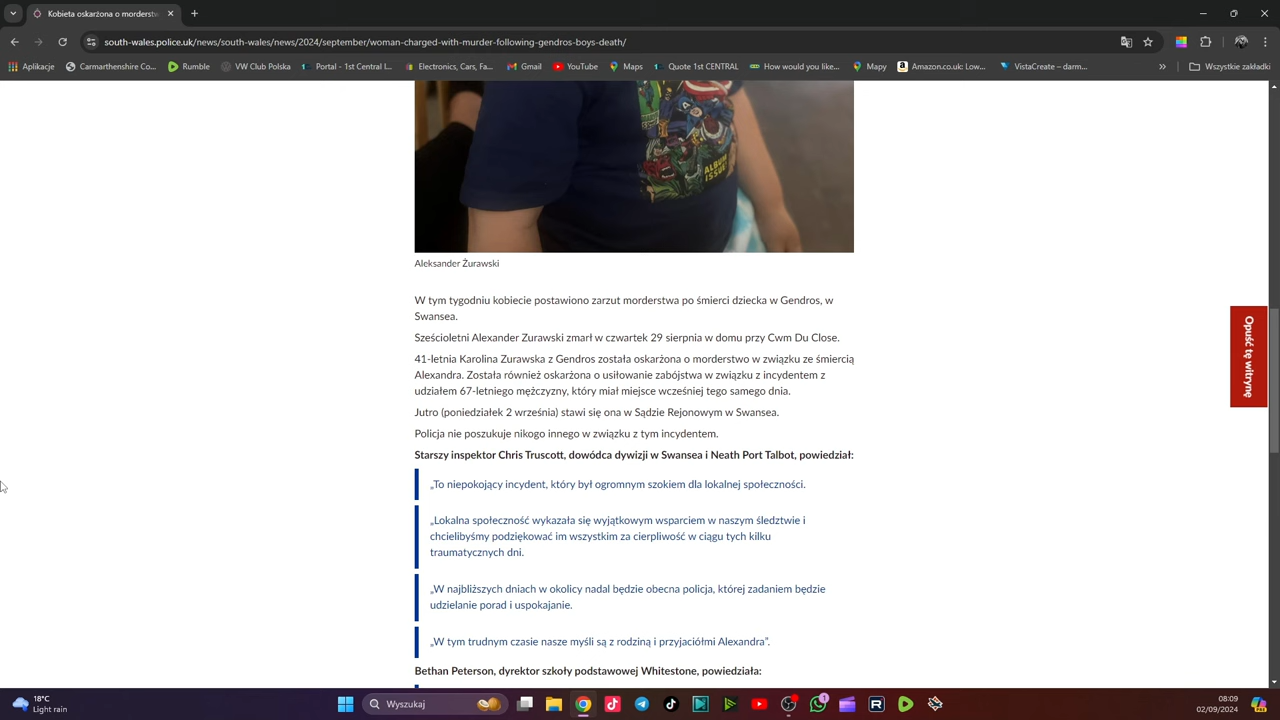 Kobieta oskarżona o morderstw
south-wales.police.uk/news/south-wales/news/2024/september/woman-charged-with-murder-following-gendros-boys-death/
Aplikacje Carmarthenshire Co... Rumble VW Club Polska Portal - 1st Central I... Electronics, Cars, Fa... Gmail YouTube Maps Quote 1st CENTRAL How would you like... Mapy Amazon.co.uk: Low... VistaCreate – darm... » Wszystkie zakładki
ALBUM
ISSUE!
Aleksander Żurawski
W tym tygodniu kobiecie postawiono zarzut morderstwa po śmierci dziecka w Gendros, w
Swansea.
Sześcioletni Alexander Zurawski zmarł w czwartek 29 sierpnia w domu przy Cwm Du Close.
41-letnia Karolina Zurawska z Gendros została oskarżona o morderstwo w związku ze śmiercią
Alexandra. Została również oskarżona o usiłowanie zabójstwa w związku z incydentem z
udziałem 67-letniego mężczyzny, który miał miejsce wcześniej tego samego dnia.
Jutro (poniedziałek 2 września) stawi się ona w Sądzie Rejonowym w Swansea.
Policja nie poszukuje nikogo innego w związku z tym incydentem.
Starszy inspektor Chris Truscott, dowódca dywizji w Swansea i Neath Port Talbot, powiedział:
„To niepokojący incydent, który był ogromnym szokiem dla lokalnej społeczności.
„Lokalna społeczność wykazała się wyjątkowym wsparciem w naszym śledztwie i
chcielibyśmy podziękować im wszystkim za cierpliwość w ciągu tych kilku
traumatycznych dni.
„W najbliższych dniach w okolicy nadal będzie obecna policja, której zadaniem będzie
udzielanie porad i uspokajanie.
„W tym trudnym czasie nasze myśli są z rodziną i przyjaciółmi Alexandra”.
Bethan Peterson, dyrektor szkoły podstawowej Whitestone, powiedziała:
Opuść tę witrynę
18°C
Light rain
Wyszukaj
1
08:09
02/09/2024